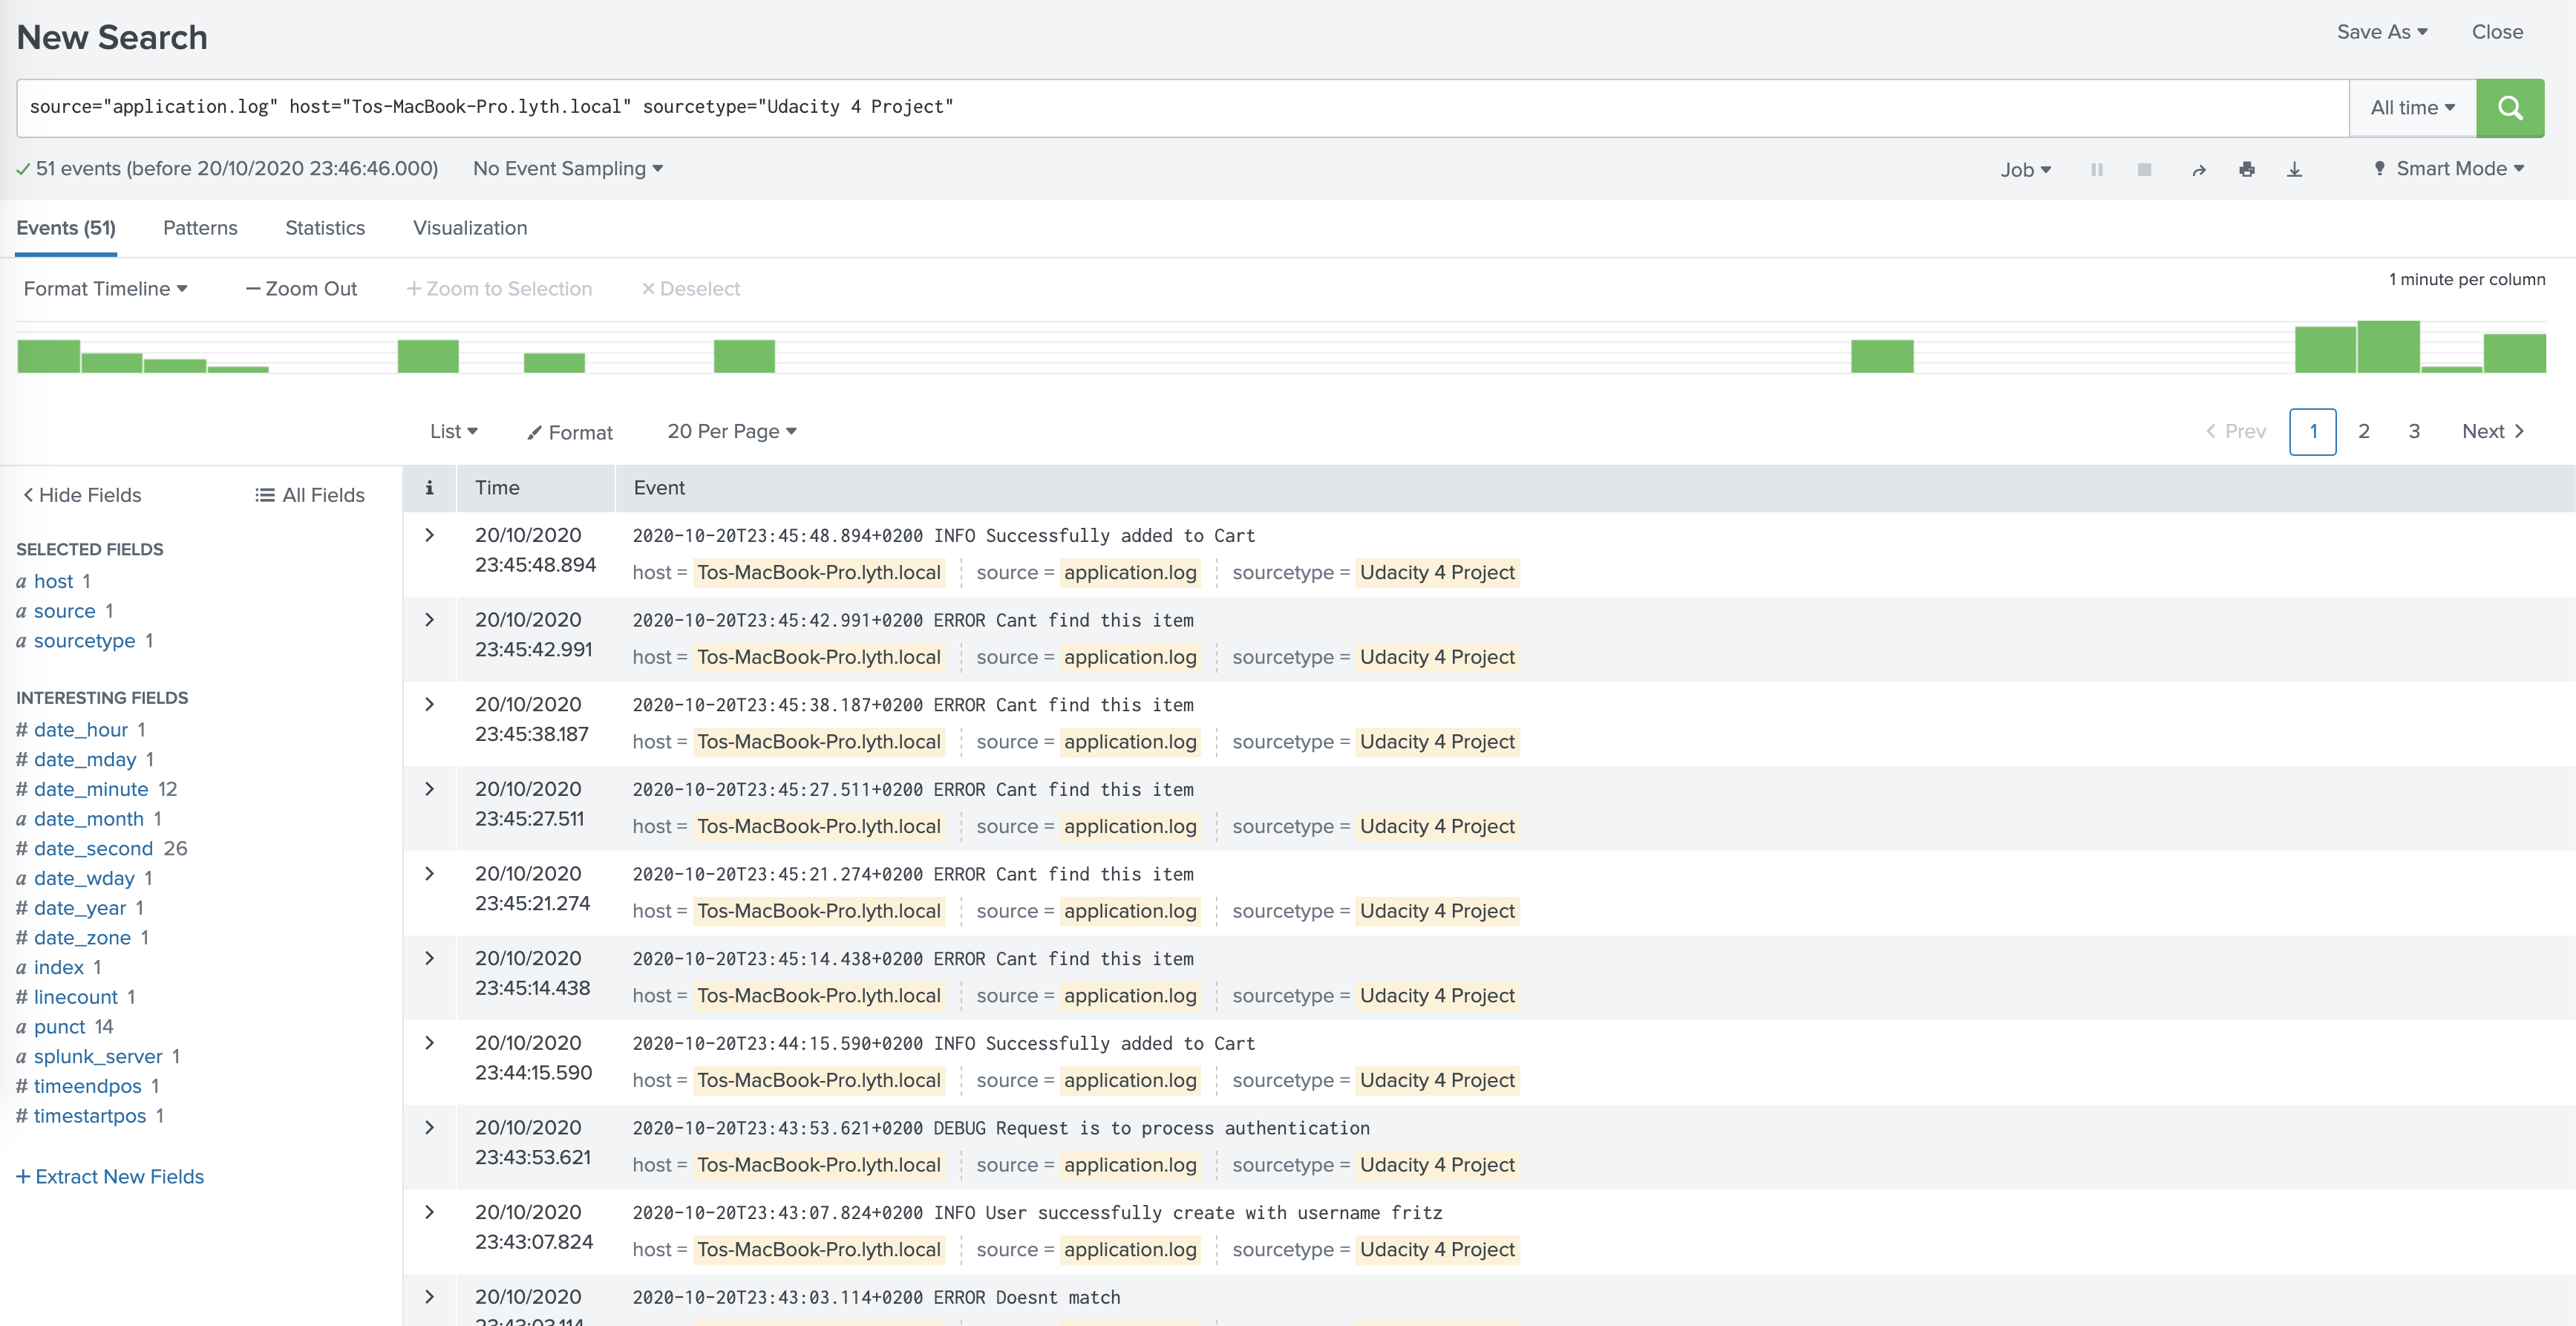 New Search
Save As Close
source="application.log" host="Tos-MacBook-Pro.lyth.local" sourcetype="Udacity 4 Project" All time
51 events (before 20/10/2020 23:46:46.000) No Event Sampling Job Smart Mode
Events (51) Patterns Statistics Visualization
Format Timeline — Zoom Out + Zoom to Selection × Deselect 1 minute per column
List Format 20 Per Page < Prev 1 2 3 Next >
< Hide Fields All Fields
SELECTED FIELDS
a host 1
a source 1
a sourcetype 1
INTERESTING FIELDS
# date_hour 1
# date_mday 1
# date_minute 12
a date_month 1
# date_second 26
a date_wday 1
# date_year 1
# date_zone 1
a index 1
# linecount 1
a punct 14
a splunk_server 1
# timeendpos 1
# timestartpos 1
+ Extract New Fields
i Time Event
> 20/10/2020 2020-10-20T23:45:48.894+0200 INFO Successfully added to Cart
23:45:48.894 host = Tos-MacBook-Pro.lyth.local source = application.log sourcetype = Udacity 4 Project
> 20/10/2020 2020-10-20T23:45:42.991+0200 ERROR Cant find this item
23:45:42.991 host = Tos-MacBook-Pro.lyth.local source = application.log sourcetype = Udacity 4 Project
> 20/10/2020 2020-10-20T23:45:38.187+0200 ERROR Cant find this item
23:45:38.187 host = Tos-MacBook-Pro.lyth.local source = application.log sourcetype = Udacity 4 Project
> 20/10/2020 2020-10-20T23:45:27.511+0200 ERROR Cant find this item
23:45:27.511 host = Tos-MacBook-Pro.lyth.local source = application.log sourcetype = Udacity 4 Project
> 20/10/2020 2020-10-20T23:45:21.274+0200 ERROR Cant find this item
23:45:21.274 host = Tos-MacBook-Pro.lyth.local source = application.log sourcetype = Udacity 4 Project
> 20/10/2020 2020-10-20T23:45:14.438+0200 ERROR Cant find this item
23:45:14.438 host = Tos-MacBook-Pro.lyth.local source = application.log sourcetype = Udacity 4 Project
> 20/10/2020 2020-10-20T23:44:15.590+0200 INFO Successfully added to Cart
23:44:15.590 host = Tos-MacBook-Pro.lyth.local source = application.log sourcetype = Udacity 4 Project
> 20/10/2020 2020-10-20T23:43:53.621+0200 DEBUG Request is to process authentication
23:43:53.621 host = Tos-MacBook-Pro.lyth.local source = application.log sourcetype = Udacity 4 Project
> 20/10/2020 2020-10-20T23:43:07.824+0200 INFO User successfully create with username fritz
23:43:07.824 host = Tos-MacBook-Pro.lyth.local source = application.log sourcetype = Udacity 4 Project
> 20/10/2020 2020-10-20T23:43:03.114+0200 ERROR Doesnt match
23:43:03.114